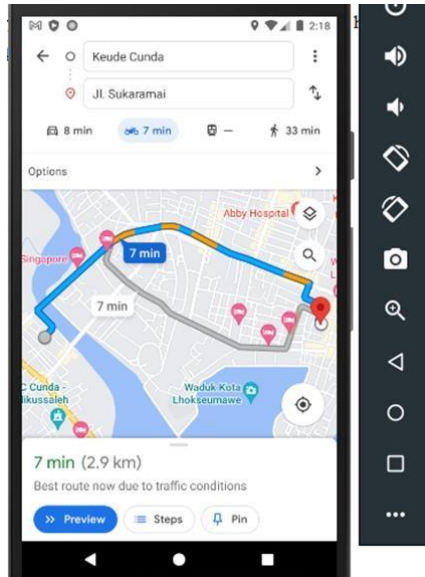 2:18
Keude Cunda
Jl. Sukaramai
8 min
7 min
—
33 min
Options
Abby Hospital
Singapore
7 min
7 min
C Cunda -
likussaleh
Waduk Kota
Lhokseumawe
7 min (2.9 km)
Best route now due to traffic conditions
Preview
Steps
Pin